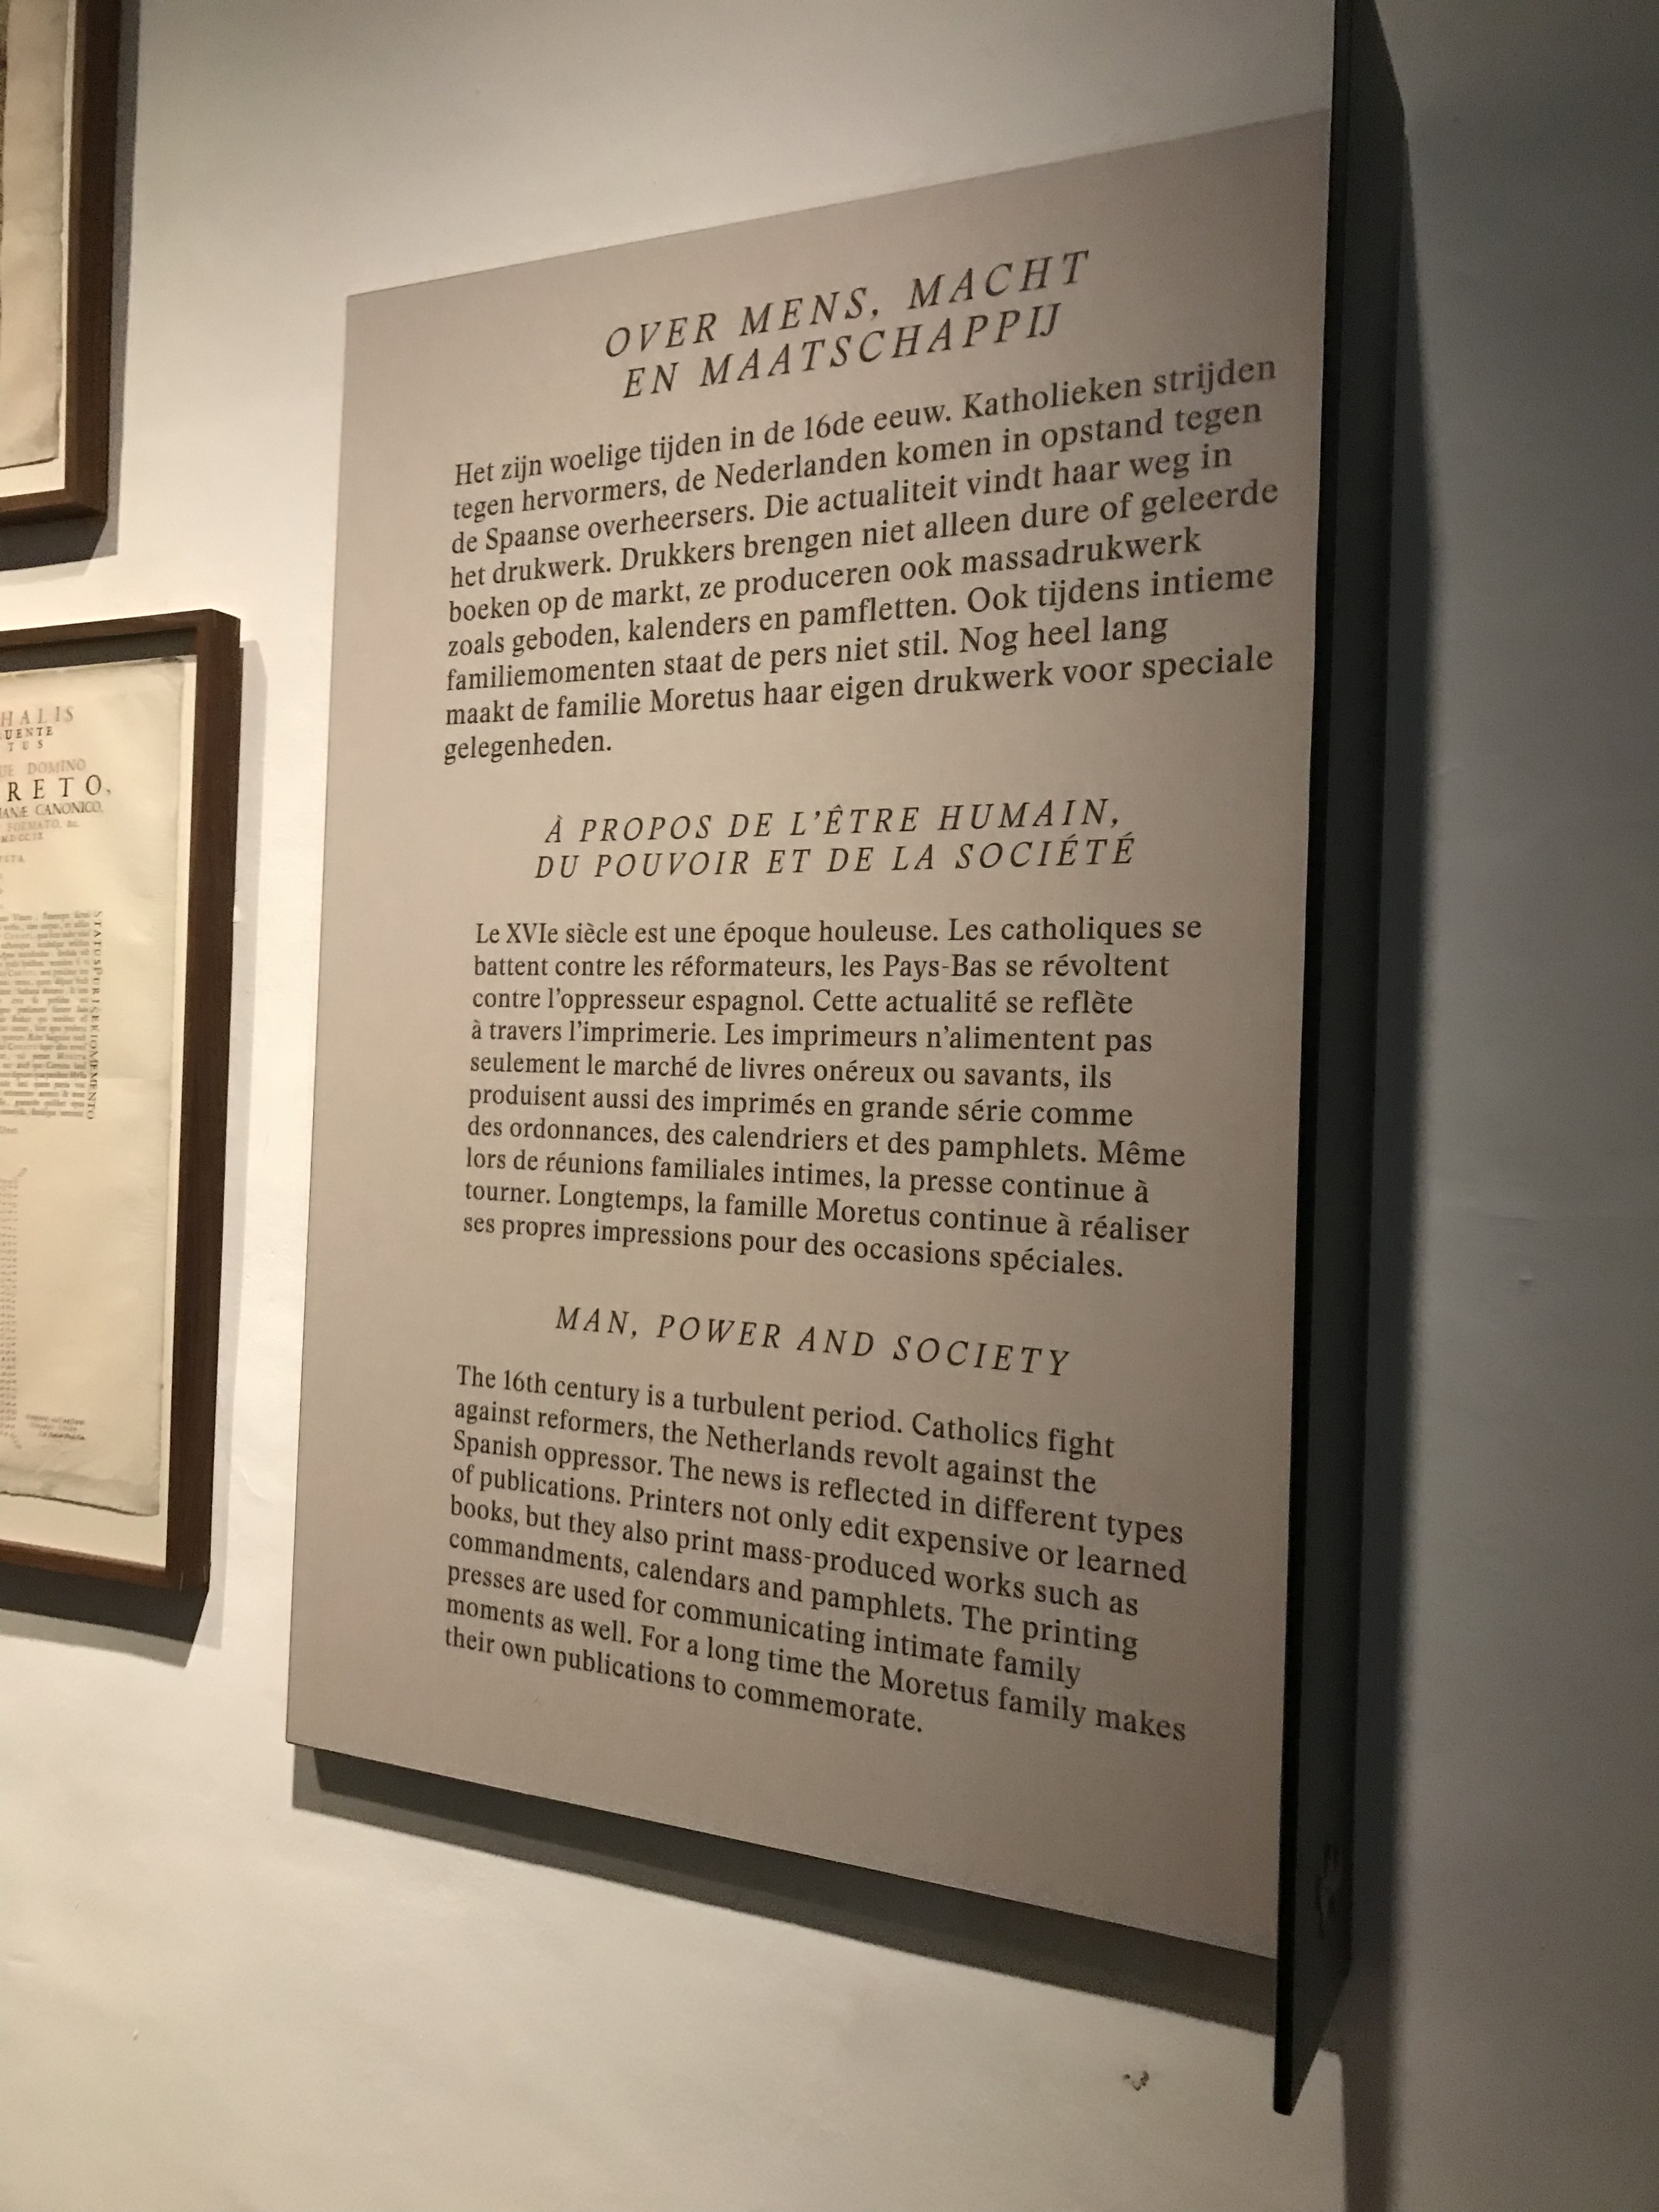 OVER MENS, MACHT
EN MAATSCHAPPIJ
Het zijn woelige tijden in de 16de eeuw. Katholieken strijden
tegen hervormers, de Nederlanden komen in opstand tegen
de Spaanse overheersers. Die actualiteit vindt haar weg in
het drukwerk. Drukkers brengen niet alleen dure of geleerde
boeken op de markt, ze produceren ook massadrukwerk
zoals geboden, kalenders en pamfletten. Ook tijdens intieme
familiemomenten staat de pers niet stil. Nog heel lang
maakt de familie Moretus haar eigen drukwerk voor speciale
gelegenheden.
À PROPOS DE L'ÊTRE HUMAIN,
DU POUVOIR ET DE LA SOCIÉTÉ
Le XVIe siècle est une époque houleuse. Les catholiques se
battent contre les réformateurs, les Pays-Bas se révoltent
contre l'oppresseur espagnol. Cette actualité se reflète
à travers l'imprimerie. Les imprimeurs n'alimentent pas
seulement le marché de livres onéreux ou savants, ils
produisent aussi des imprimés en grande série comme
des ordonnances, des calendriers et des pamphlets. Même
lors de réunions familiales intimes, la presse continue à
tourner. Longtemps, la famille Moretus continue à réaliser
ses propres impressions pour des occasions spéciales.
MAN, POWER AND SOCIETY
The 16th century is a turbulent period. Catholics fight
against reformers, the Netherlands revolt against the
Spanish oppressor. The news is reflected in different types
of publications. Printers not only edit expensive or learned
books, but they also print mass-produced works such as
commandments, calendars and pamphlets. The printing
presses are used for communicating intimate family
moments as well. For a long time the Moretus family makes
their own publications to commemorate.
HALIS
UENTE
TUS
UE DOMINO
RETO,
IANÆ CANONICO,
FORMATO, &c.